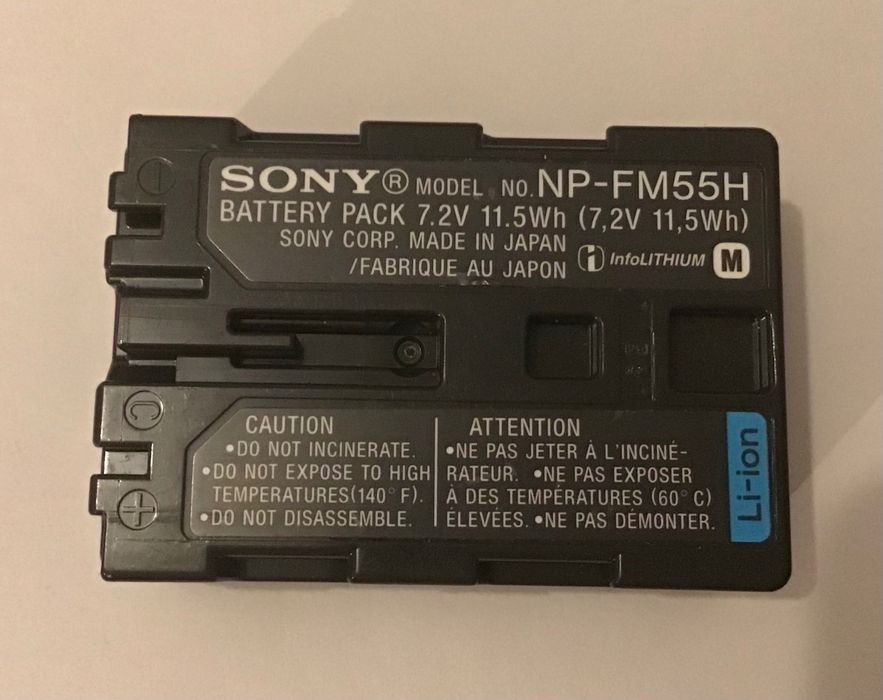 SONY® MODEL NO. NP-FM55H
BATTERY PACK 7.2V 11.5Wh (7,2V 11,5Wh)
SONY CORP. MADE IN JAPAN
/FABRIQUE AU JAPON
InfoLITHIUM M
C
CAUTION
•DO NOT INCINERATE.
•DO NOT EXPOSE TO HIGH
TEMPERATURES(140°F).
•DO NOT DISASSEMBLE.
ATTENTION
•NE PAS JETER À L'INCINÉ-
RATEUR. •NE PAS EXPOSER
À DES TEMPÉRATURES (60°C)
ÉLEVÉES. •NE PAS DÉMONTER.
Li-ion